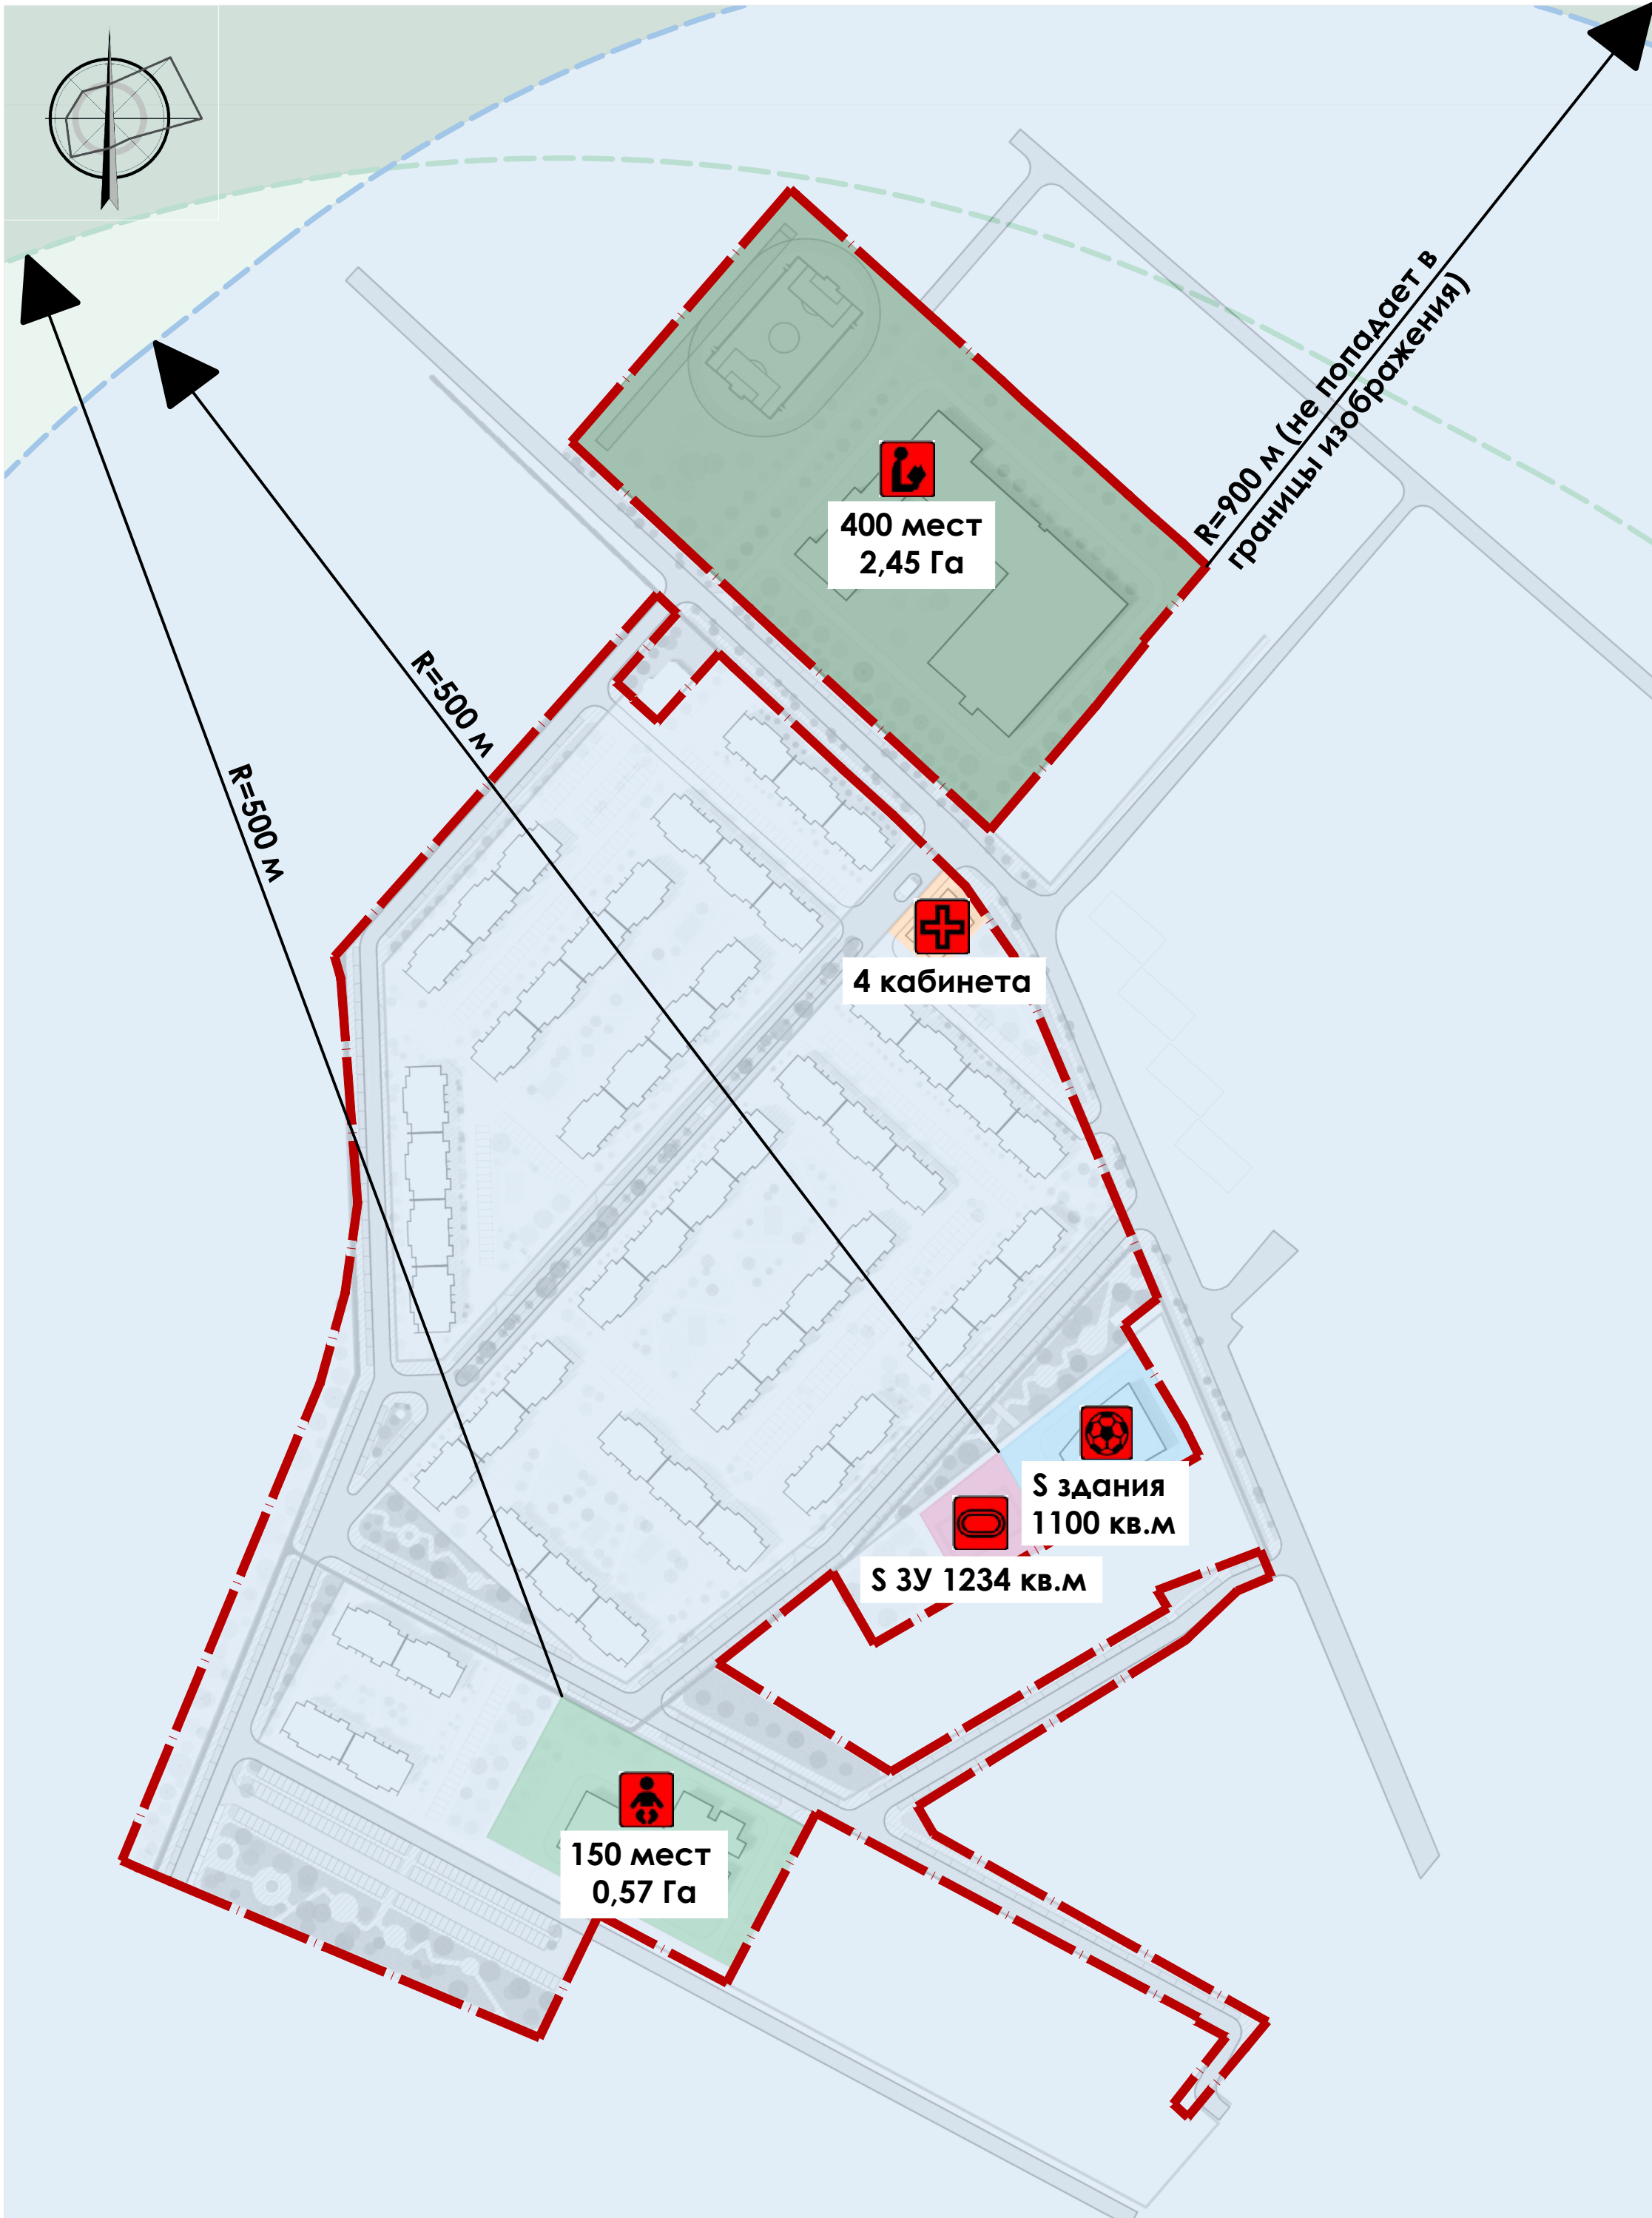 R=900 м (не попадает в
границы изображения)
400 мест
2,45 Га
R=500 м
R=500 м
4 кабинета
S здания
1100 кв.м
S ЗУ 1234 кв.м
150 мест
0,57 Га